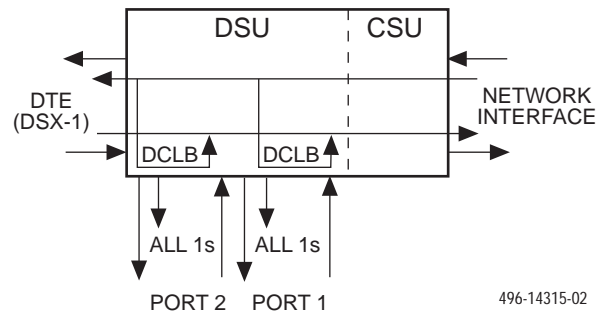 DSU CSU
DTE
(DSX-1)
NETWORK
INTERFACE
DCLB DCLB
ALL 1s ALL 1s
PORT 2 PORT 1
496-14315-02